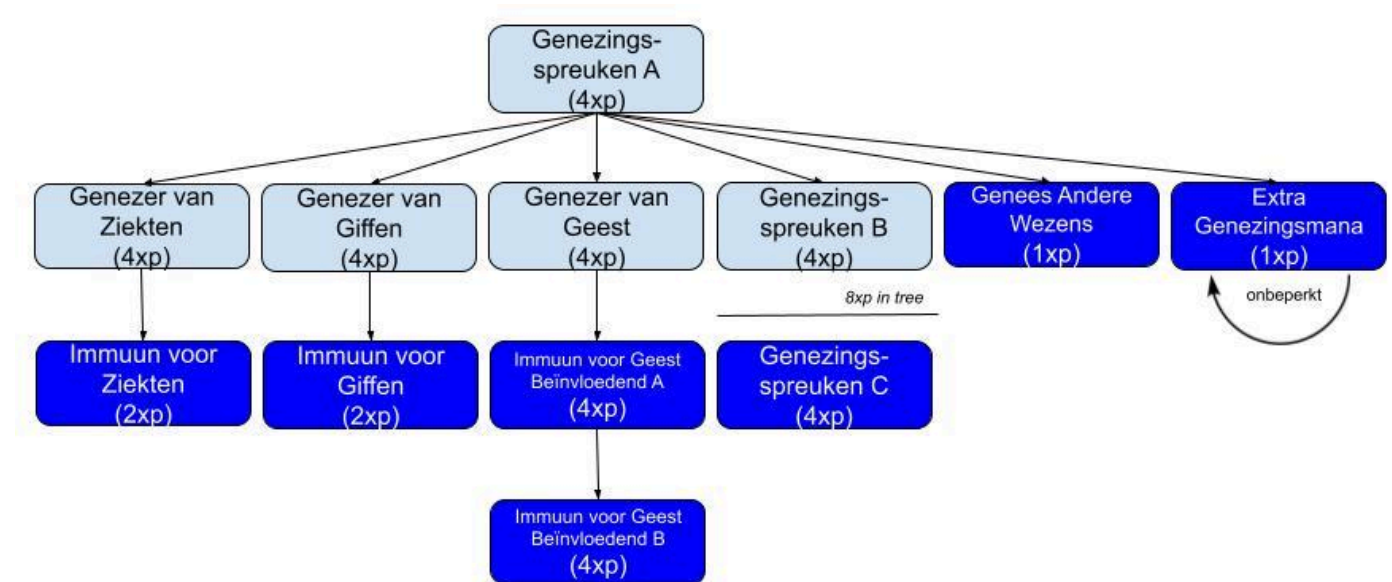 Genezings-
spreuken A
(4xp)
Genezer van
Ziekten
(4xp)
Genezer van
Giffen
(4xp)
Genezer van
Geest
(4xp)
Genezings-
spreuken B
(4xp)
Genees Andere
Wezens
(1xp)
Extra
Genezingsmana
(1xp)
8xp in tree
onbeperkt
Immuun voor
Ziekten
(2xp)
Immuun voor
Giffen
(2xp)
Immuun voor Geest
Beïnvloedend A
(4xp)
Genezings-
spreuken C
(4xp)
Immuun voor Geest
Beïnvloedend B
(4xp)